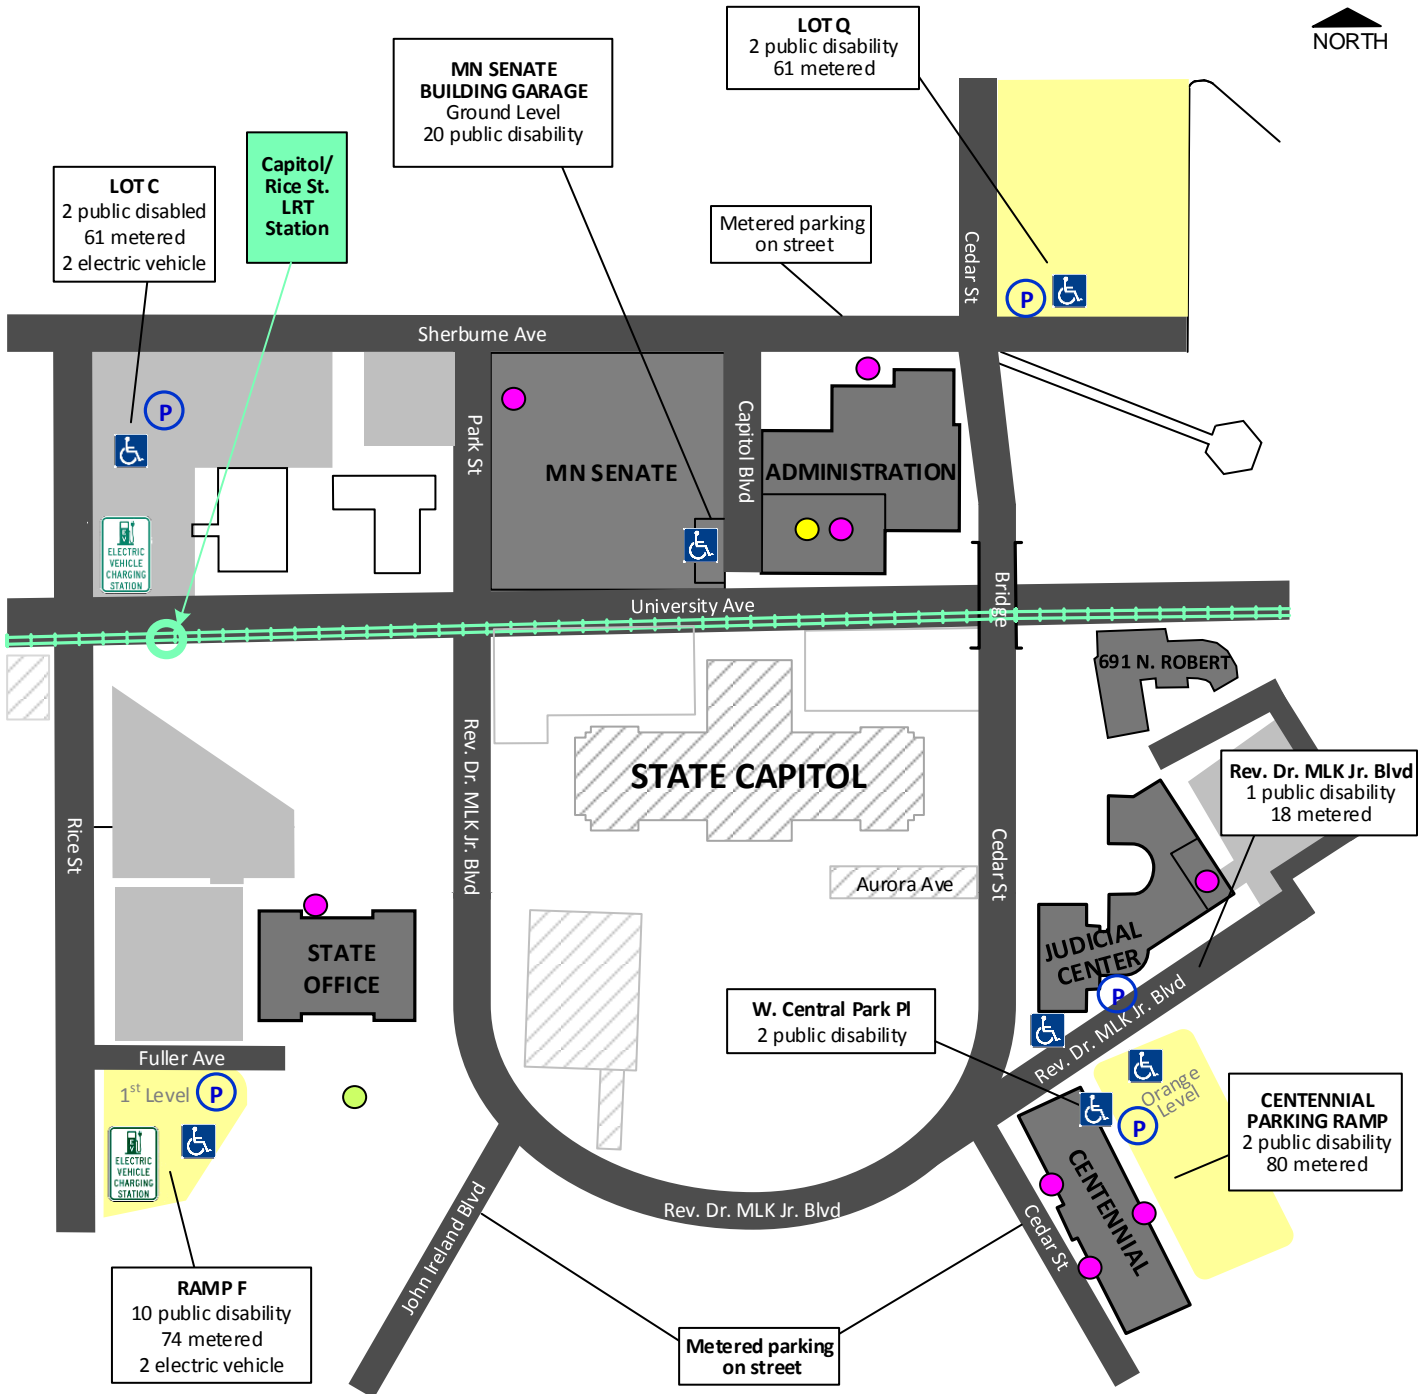 NORTH
LOT Q
2 public disability
61 metered
MN SENATE
BUILDING GARAGE
Ground Level
20 public disability
Capitol/
Rice St.
LRT
Station
LOT C
2 public disabled
61 metered
2 electric vehicle
Metered parking
on street
Cedar St
P
Sherburne Ave
P
Park St
MN SENATE
Capitol Blvd
ADMINISTRATION
ELECTRIC
VEHICLE
CHARGING
STATION
University Ave
Bridge
691 N. ROBERT
Rev. Dr. MLK Jr. Blvd
STATE CAPITOL
Rev. Dr. MLK Jr. Blvd
1 public disability
18 metered
Rice St
Cedar St
Aurora Ave
STATE
OFFICE
JUDICIAL
CENTER
P
W. Central Park Pl
2 public disability
Rev. Dr. MLK Jr. Blvd
Fuller Ave
1st Level
P
ELECTRIC
VEHICLE
CHARGING
STATION
Orange
Level
P
CENTENNIAL
PARKING RAMP
2 public disability
80 metered
CENTENNIAL
Rev. Dr. MLK Jr. Blvd
John Ireland Blvd
Cedar St
RAMP F
10 public disability
74 metered
2 electric vehicle
Metered parking
on street